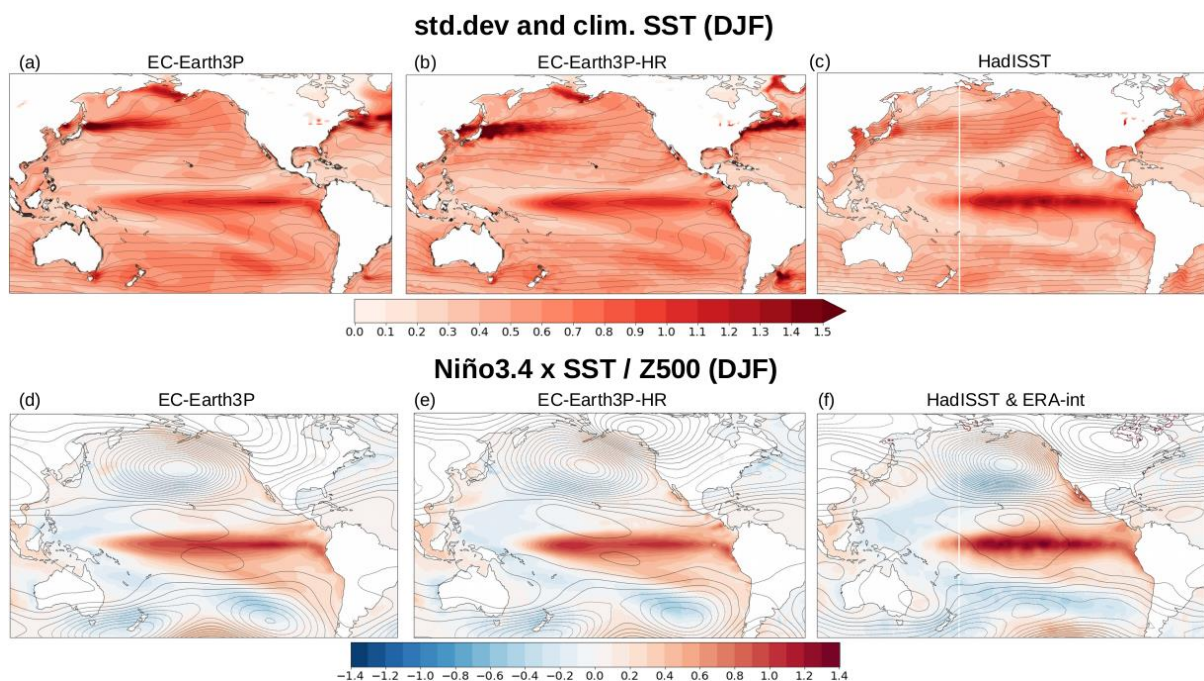 std.dev and clim. SST (DJF)
(a) EC-Earth3P (b) EC-Earth3P-HR (c) HadISST
0.0 0.1 0.2 0.3 0.4 0.5 0.6 0.7 0.8 0.9 1.0 1.1 1.2 1.3 1.4 1.5
Niño3.4 x SST / Z500 (DJF)
(d) EC-Earth3P (e) EC-Earth3P-HR (f) HadISST & ERA-int
−1.4 −1.2 −1.0 −0.8 −0.6 −0.4 −0.2 0.0 0.2 0.4 0.6 0.8 1.0 1.2 1.4